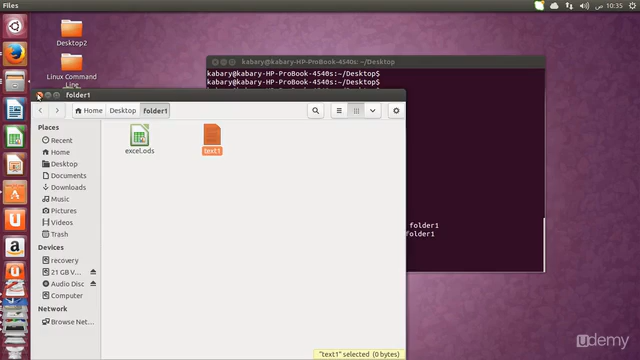 Files
10:35 ص
Desktop2
Linux Command
Line
kabary@kabary-HP-ProBook-4540s: ~/Desktop
kabary@kabary-HP-ProBook-4540s:~/Desktop$
kabary@kabary-HP-ProBook-4540s:~/Desktop$
folder1
folder1
folder1
Home
Desktop
folder1
Places
Recent
Home
Desktop
Documents
Downloads
Music
Pictures
Videos
Trash
Devices
recovery
21 GB V...
Audio Disc
Computer
Network
Browse Net...
excel.ods
text1
"text1" selected (0 bytes)
udemy